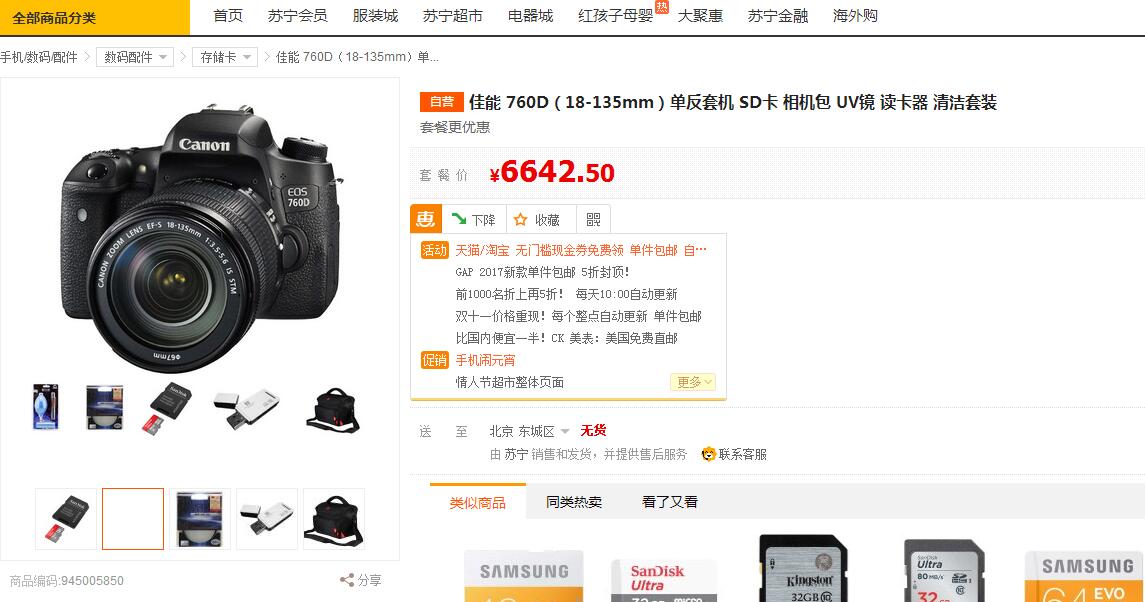 全部商品分类
首页
苏宁会员
服装城
苏宁超市
电器城
红孩子母婴
热
大聚惠
苏宁金融
海外购
手机/数码/配件
数码配件
存储卡
佳能 760D（18-135mm）单...
Canon
EOS
760D
CANON ZOOM LENS EF-S 18-135mm 1:3.5-5.6 IS STM
Φ67mm
SanDisk
自营 佳能 760D（18-135mm）单反套机 SD卡 相机包 UV镜 读卡器 清洁套装
套餐更优惠
套餐价 ¥6642.50
惠
下降
收藏
活动 天猫/淘宝 无门槛现金券免费领 单件包邮 自…
GAP 2017新款单件包邮 5折封顶！
前1000名折上再5折！ 每天10:00自动更新
双十一价格重现！每个整点自动更新 单件包邮
比国内便宜一半！CK 美表：美国免费直邮
促销 手机闹元宵
情人节超市整体页面
更多
送至 北京 东城区 无货
由 苏宁 销售和发货，并提供售后服务 联系客服
类似商品
同类热卖
看了又看
SAMSUNG
SanDisk
Ultra
Kingston
32GB
SanDisk
Ultra
80 MB/s
32
SAMSUNG
64 EVO
商品编码:945005850
分享